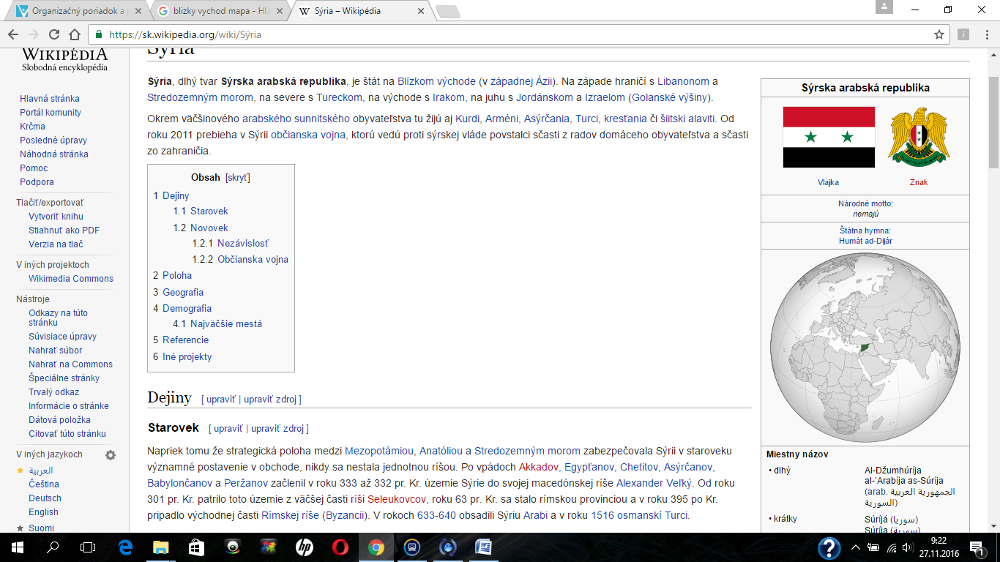 Organizačný poriadok a p
blizky vychod mapa - Hľa
Sýria – Wikipédia
https://sk.wikipedia.org/wiki/Sýria
WIKIPÉDIA
Slobodná encyklopédia
Hlavná stránka
Portál komunity
Krčma
Posledné úpravy
Náhodná stránka
Pomoc
Podpora
Tlačiť/exportovať
Vytvoriť knihu
Stiahnuť ako PDF
Verzia na tlač
V iných projektoch
Wikimedia Commons
Nástroje
Odkazy na túto
stránku
Súvisiace úpravy
Nahrať súbor
Nahrať na Commons
Špeciálne stránky
Trvalý odkaz
Informácie o stránke
Dátová položka
Citovať túto stránku
V iných jazykoch
العربية
Čeština
Deutsch
English
Suomi
Sýria
Sýria, dlhý tvar Sýrska arabská republika, je štát na Blízkom východe (v západnej Ázii). Na západe hraničí s Libanonom a
Stredozemným morom, na severe s Tureckom, na východe s Irakom, na juhu s Jordánskom a Izraelom (Golanské výšiny).
Okrem väčšinového arabského sunnitského obyvateľstva tu žijú aj Kurdi, Arméni, Asýrčania, Turci, kresťania či šiitski alaviti. Od
roku 2011 prebieha v Sýrii občianska vojna, ktorú vedú proti sýrskej vláde povstalci sčasti z radov domáceho obyvateľstva a sčasti
zo zahraničia.
Obsah [skryť]
1 Dejiny
1.1 Starovek
1.2 Novovek
1.2.1 Nezávislosť
1.2.2 Občianska vojna
2 Poloha
3 Geografia
4 Demografia
4.1 Najväčšie mestá
5 Referencie
6 Iné projekty
Dejiny [ upraviť | upraviť zdroj ]
Starovek [ upraviť | upraviť zdroj ]
Napriek tomu že strategická poloha medzi Mezopotámiou, Anatóliou a Stredozemným morom zabezpečovala Sýrii v staroveku
významné postavenie v obchode, nikdy sa nestala jednotnou ríšou. Po vpádoch Akkadov, Egypťanov, Chetitov, Asýrčanov,
Babylončanov a Peržanov začlenil v roku 333 až 332 pr. Kr. územie Sýrie do svojej macedónskej ríše Alexander Veľký. Od roku
301 pr. Kr. patrilo toto územie z väčšej časti ríši Seleukovcov, roku 63 pr. Kr. sa stalo rímskou provinciou a v roku 395 po Kr.
pripadlo východnej časti Rímskej ríše (Byzancii). V rokoch 633-640 obsadili Sýriu Arabi a v roku 1516 osmanskí Turci.
Sýrska arabská republika
Vlajka
Znak
Národné motto:
nemajú
Štátna hymna:
Humát ad-Dijár
Miestny názov
• dlhý
Al-Džumhúríja
al-'Arabíja as-Súríja
(arab. الجمهورية العربية
السورية)
• krátky
Súríjá (سوريا)
Súríja (سورية)
9:22
27.11.2016